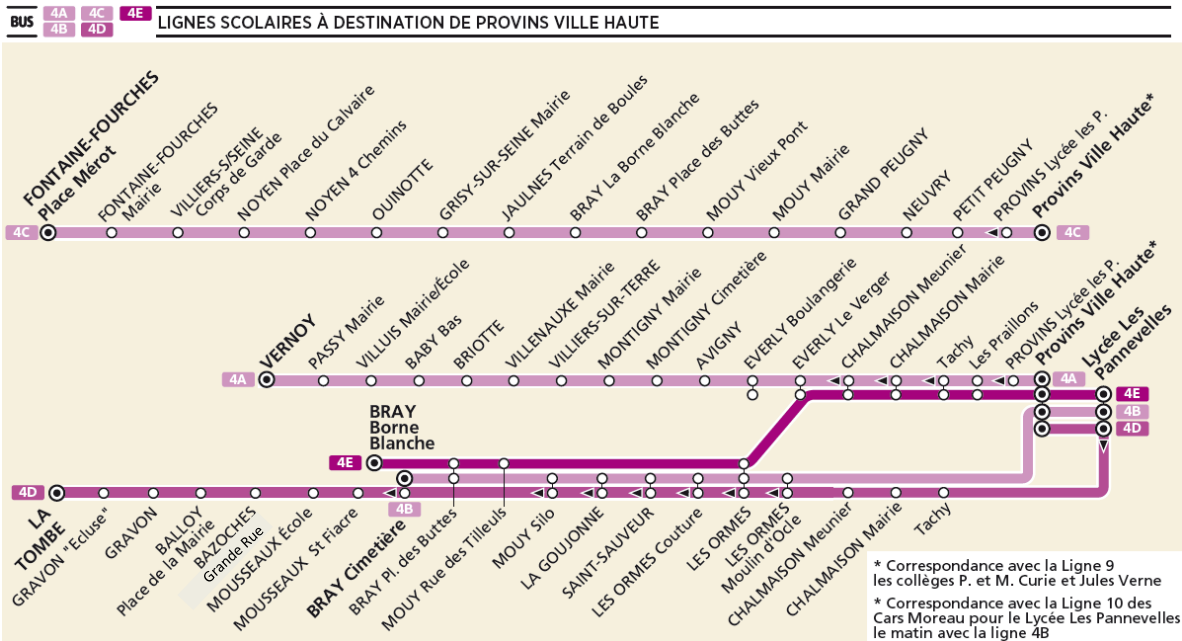 BUS 4A 4C 4E LIGNES SCOLAIRES À DESTINATION DE PROVINS VILLE HAUTE
4B 4D
FONTAINE-FOURCHES
Place Mérot
FONTAINE-FOURCHES
Mairie
VILLIERS-S/SEINE
Corps de Garde
NOYEN Place du Calvaire
NOYEN 4 Chemins
OUINOTTE
GRISY-SUR-SEINE Mairie
JAULNES Terrain de Boules
BRAY La Borne Blanche
BRAY Place des Buttes
MOUY Vieux Pont
MOUY Mairie
GRAND PEUGNY
NEUVRY
PETIT PEUGNY
PROVINS Lycée les P.
Provins Ville Haute*
4C
4C
VERNOY
PASSY Mairie
VILLUIS Mairie/École
BABY Bas
BRIOTTE
VILLENAUXE Mairie
VILLIERS-SUR-TERRE
MONTIGNY Mairie
MONTIGNY Cimetière
AVIGNY
EVERLY Boulangerie
EVERLY Le Verger
CHALMAISON Meunier
CHALMAISON Mairie
Tachy
Les Praillons
PROVINS Lycée les P.
Provins Ville Haute*
Lycée Les
Pannevelles
4A
4A
4E
4B
4D
BRAY
Borne
Blanche
4E
4D
4B
LA
TOMBE
GRAVON "Ecluse"
GRAVON
BALLOY
Place de la Mairie
BAZOCHES
Grande Rue
MOUSSEAUX École
MOUSSEAUX St Fiacre
BRAY Cimetière
BRAY Pl. des Buttes
MOUY Rue des Tilleuls
MOUY Silo
LA GOUJONNE
SAINT-SAUVEUR
LES ORMES Couture
LES ORMES
LES ORMES
Moulin d'Ocle
CHALMAISON Meunier
CHALMAISON Mairie
Tachy
* Correspondance avec la Ligne 9
les collèges P. et M. Curie et Jules Verne
* Correspondance avec la Ligne 10 des
Cars Moreau pour le Lycée Les Pannevelles
le matin avec la ligne 4B